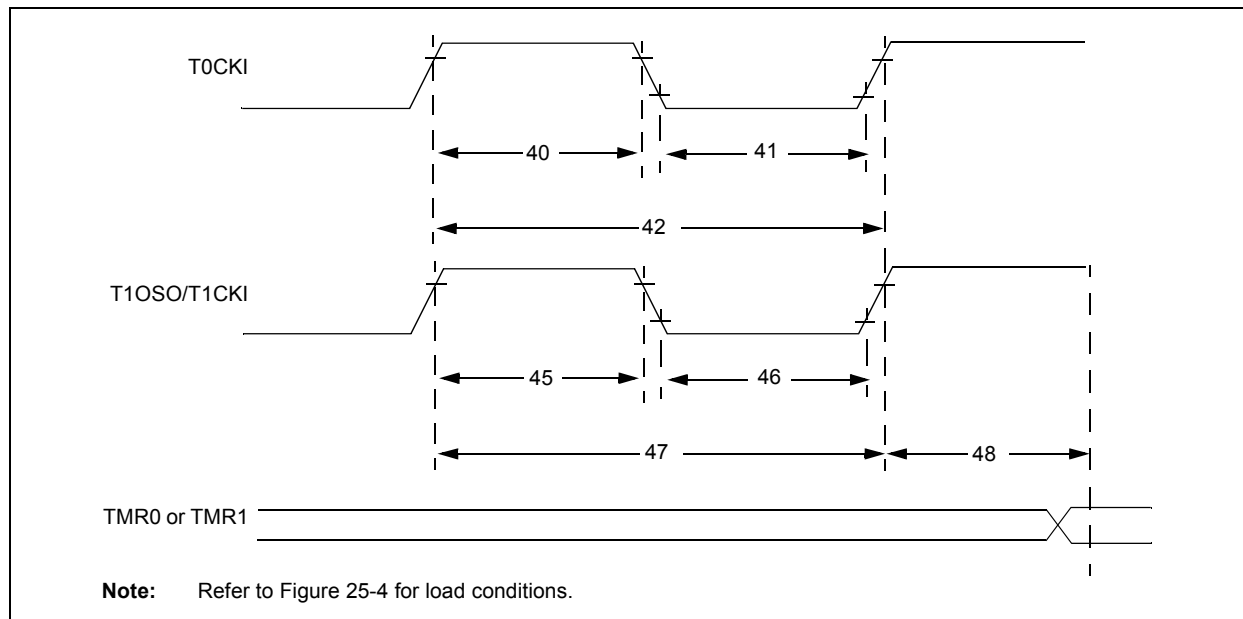 T0CKI
40
41
42
T1OSO/T1CKI
45
46
47
48
TMR0 or TMR1
Note: Refer to Figure 25-4 for load conditions.